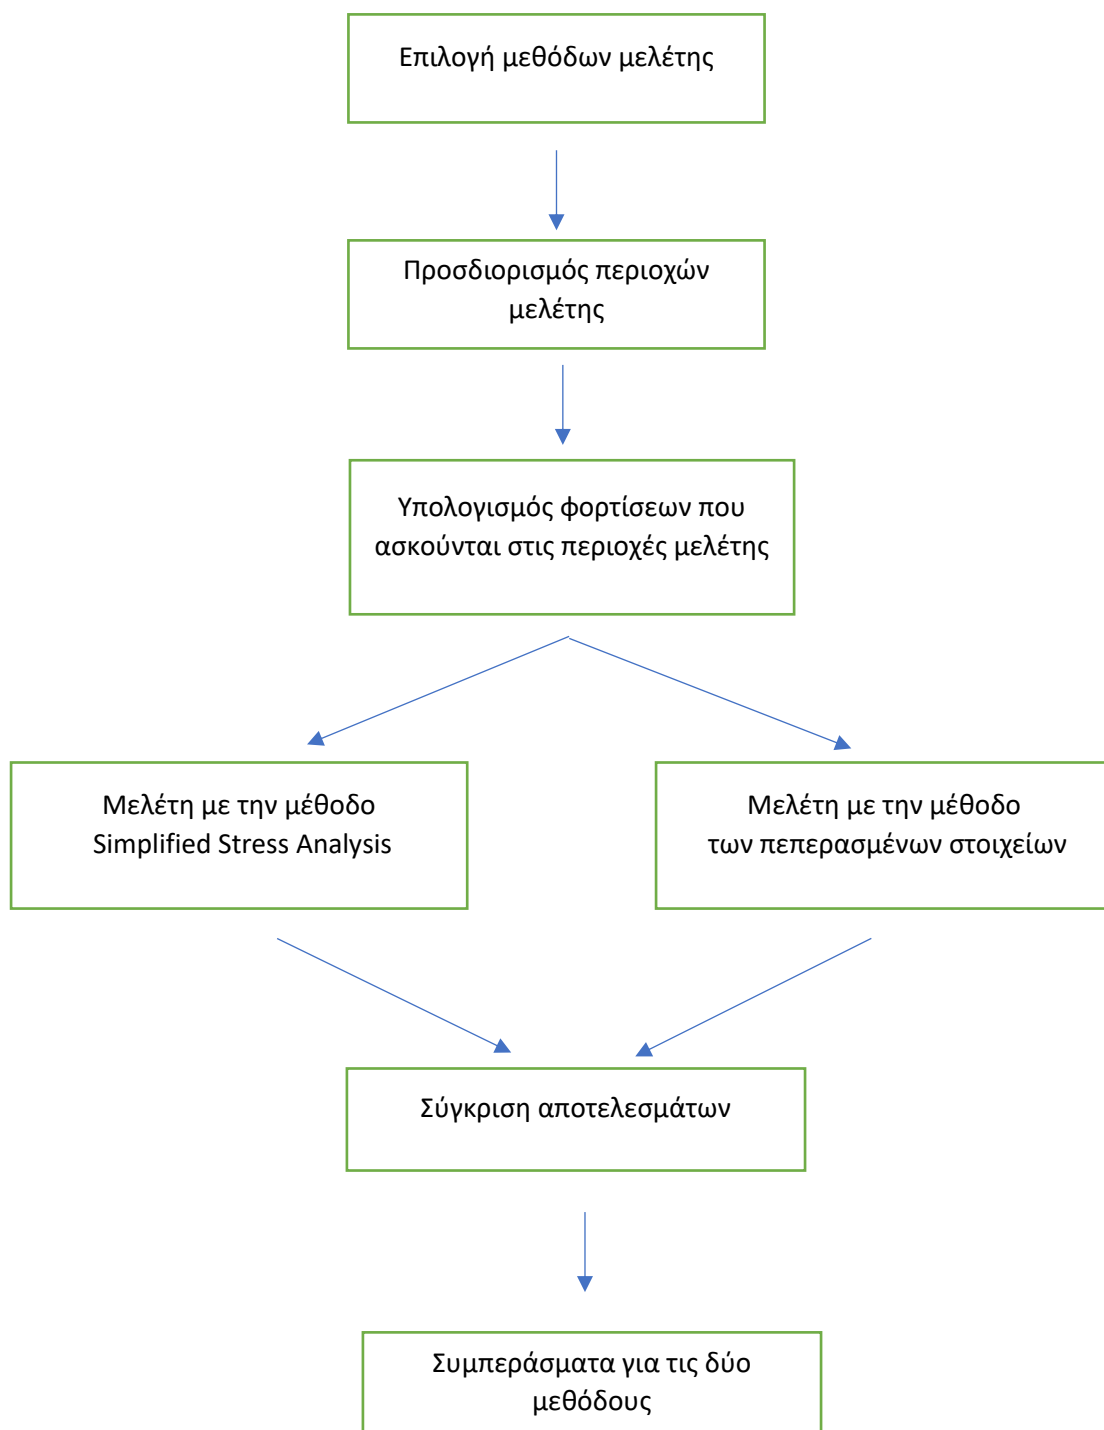 Επιλογή μεθόδων μελέτης
Προσδιορισμός περιοχών
μελέτης
Υπολογισμός φορτίσεων που
ασκούνται στις περιοχές μελέτης
Μελέτη με την μέθοδο
Simplified Stress Analysis
Μελέτη με την μέθοδο
των πεπερασμένων στοιχείων
Σύγκριση αποτελεσμάτων
Συμπεράσματα για τις δύο
μεθόδους